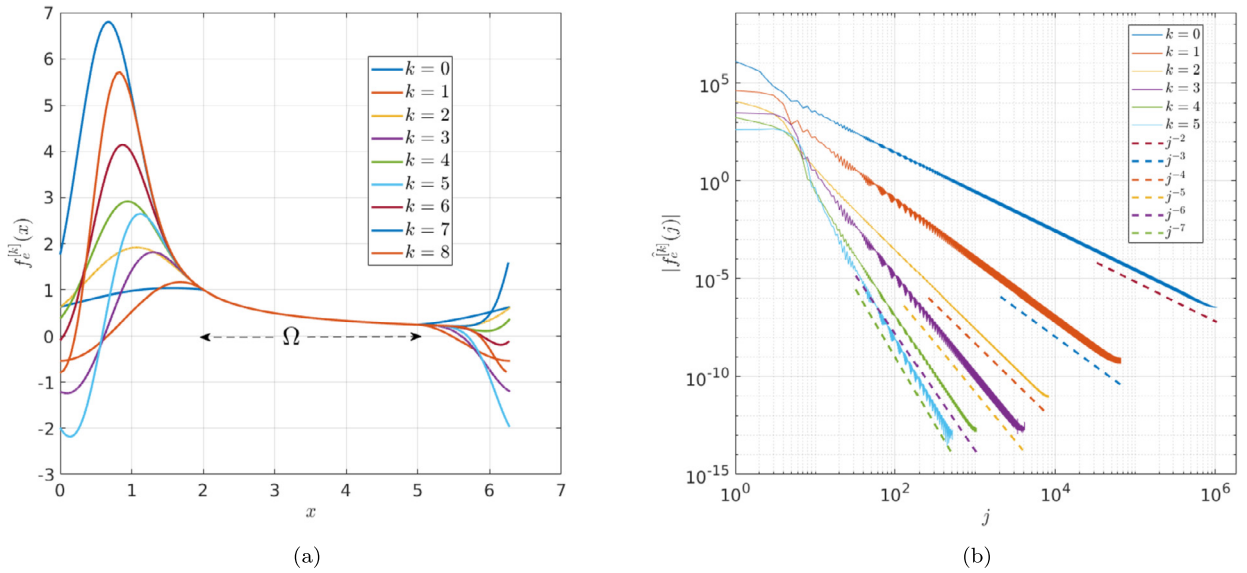 7
6
5
4
3
2
1
0
-1
-2
-3
0 1 2 3 4 5 6 7
x
f_e^{[k]}(x)
Ω
k = 0
k = 1
k = 2
k = 3
k = 4
k = 5
k = 6
k = 7
k = 8
(a)
10^5
10^0
10^{-5}
10^{-10}
10^{-15}
10^0 10^2 10^4 10^6
j
|\hat{f}_e^{[k]}(j)|
k = 0
k = 1
k = 2
k = 3
k = 4
k = 5
j^{-2}
j^{-3}
j^{-4}
j^{-5}
j^{-6}
j^{-7}
(b)